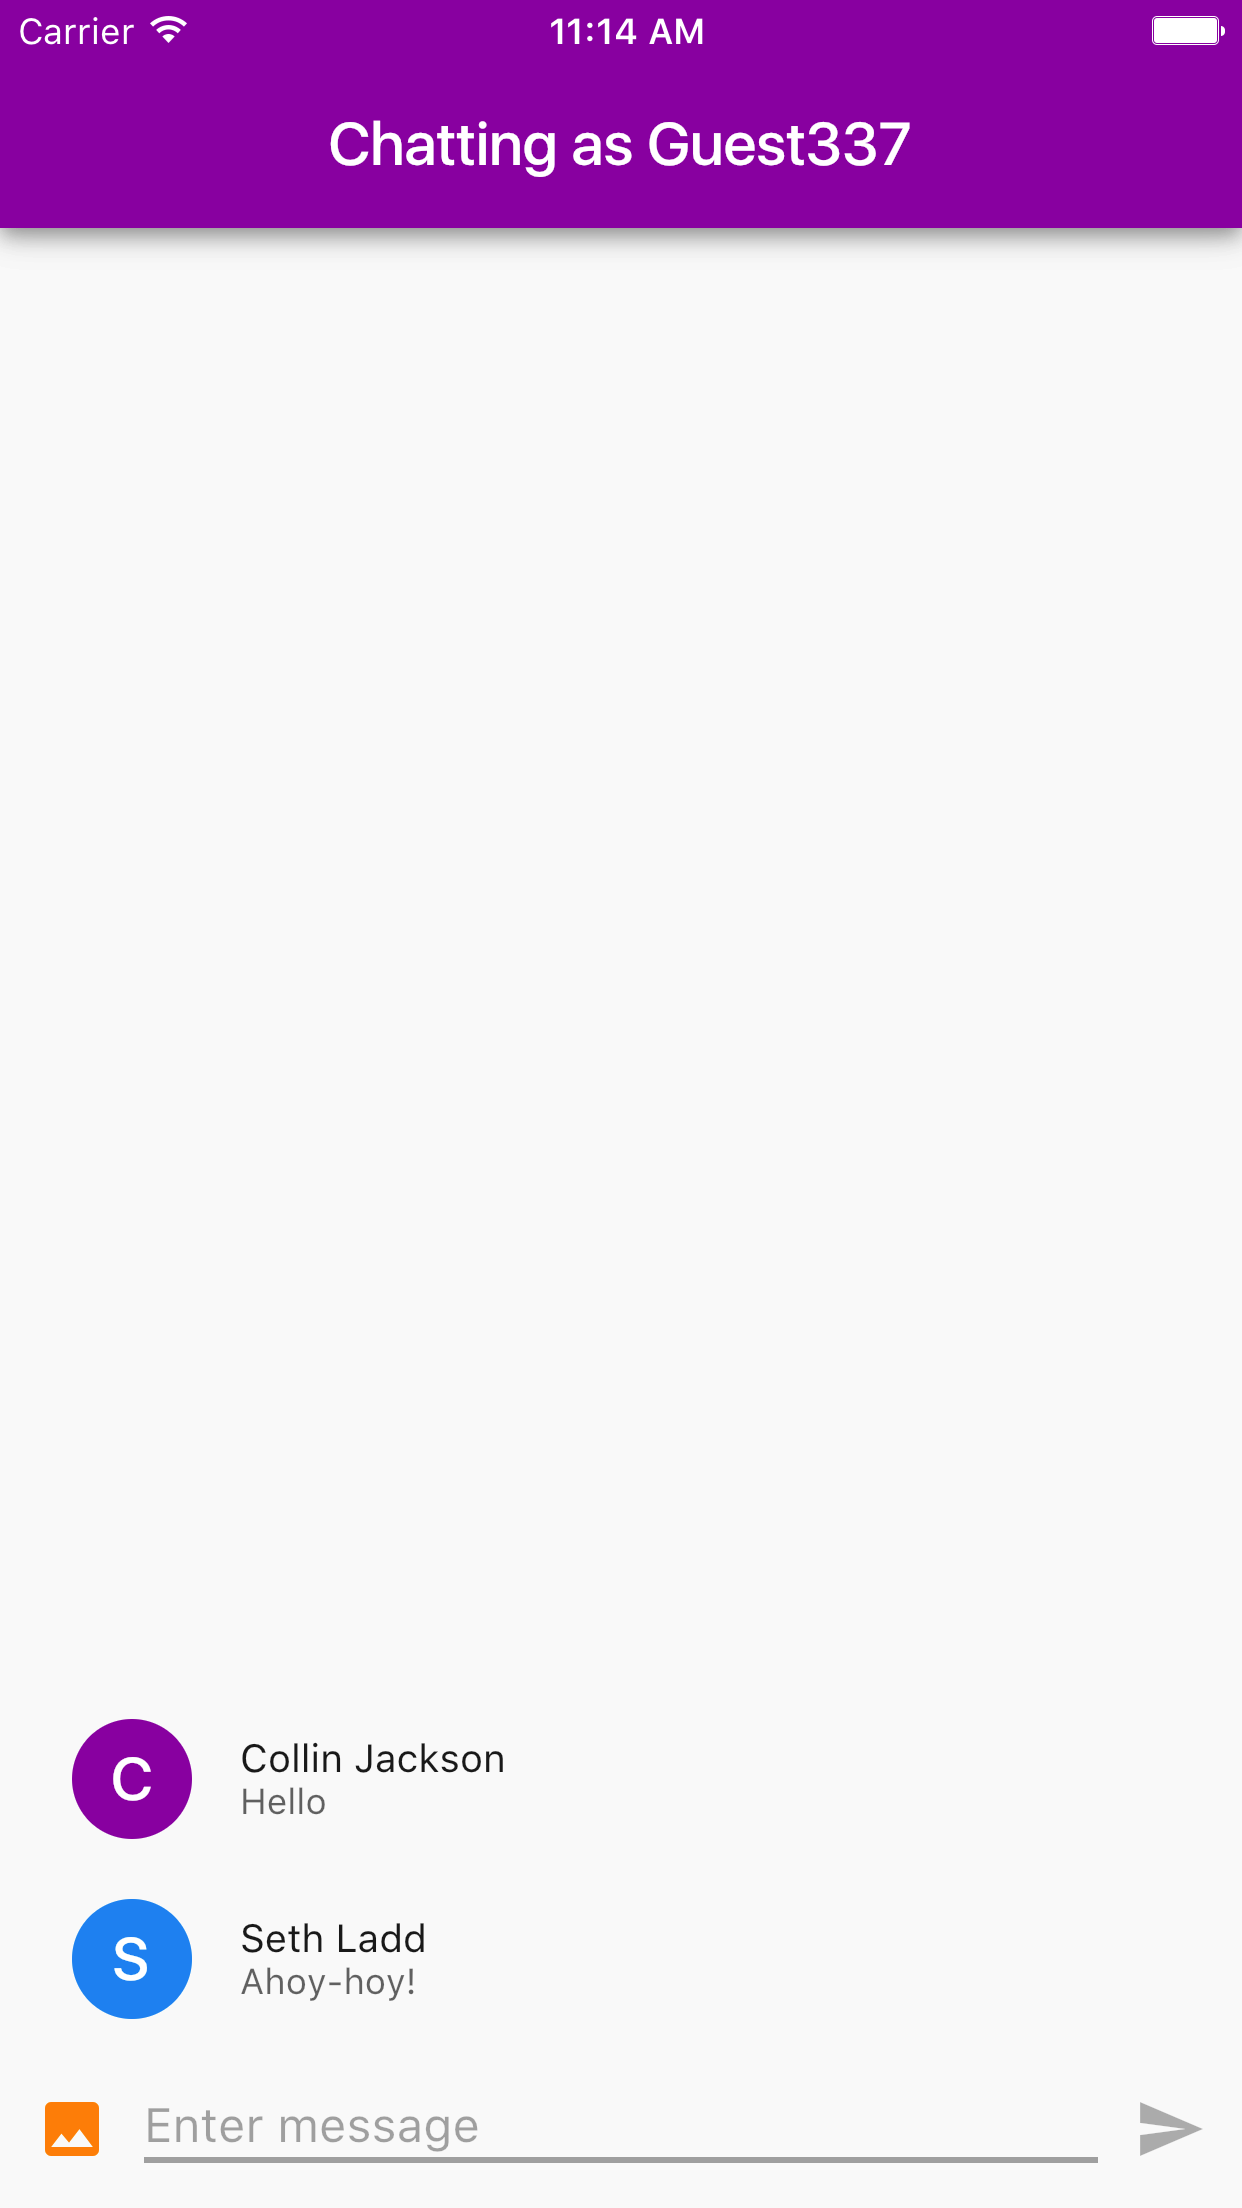 Carrier 11:14 AM
Chatting as Guest337
C
Collin Jackson
Hello
S
Seth Ladd
Ahoy-hoy!
Enter message